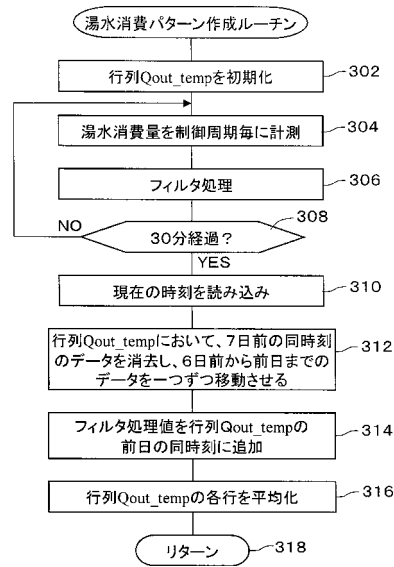 湯水消費パターン作成ルーチン
行列Qout_tempを初期化
302
湯水消費量を制御周期毎に計測
304
フィルタ処理
306
308
NO
30分経過？
YES
現在の時刻を読み込み
310
行列Qout_tempにおいて、7日前の同時刻
のデータを消去し、6日前から前日までの
データを一つずつ移動させる
312
フィルタ処理値を行列Qout_tempの
前日の同時刻に追加
314
行列Qout_tempの各行を平均化
316
リターン
318